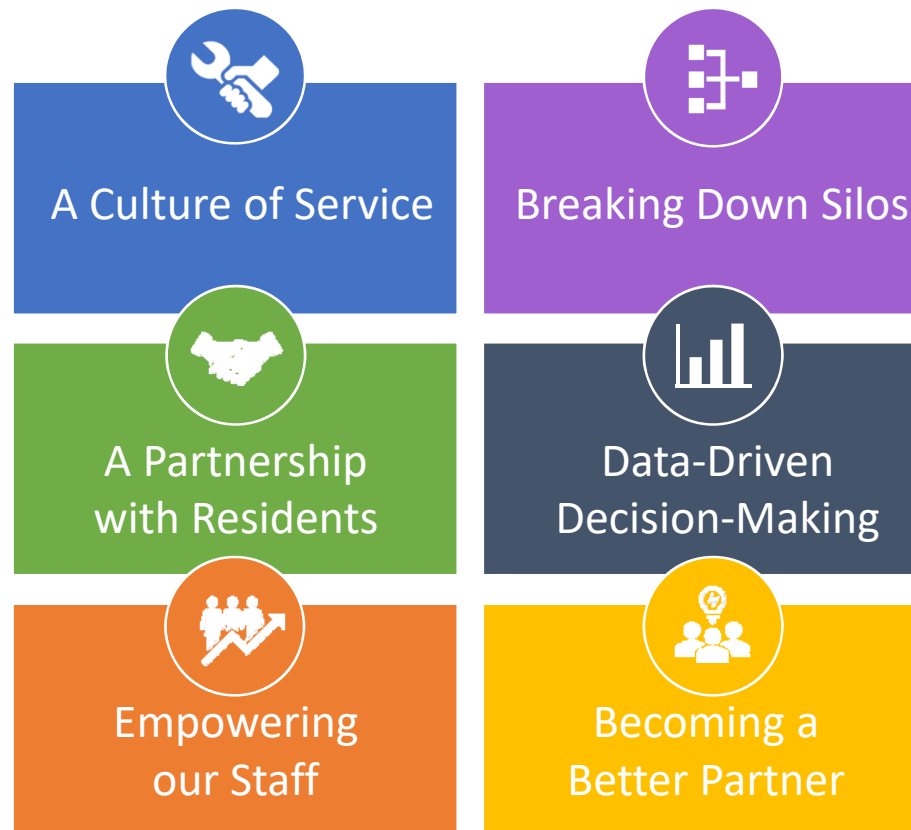 A Culture of Service
Breaking Down Silos
A Partnership
with Residents
Data-Driven
Decision-Making
Empowering
our Staff
Becoming a
Better Partner